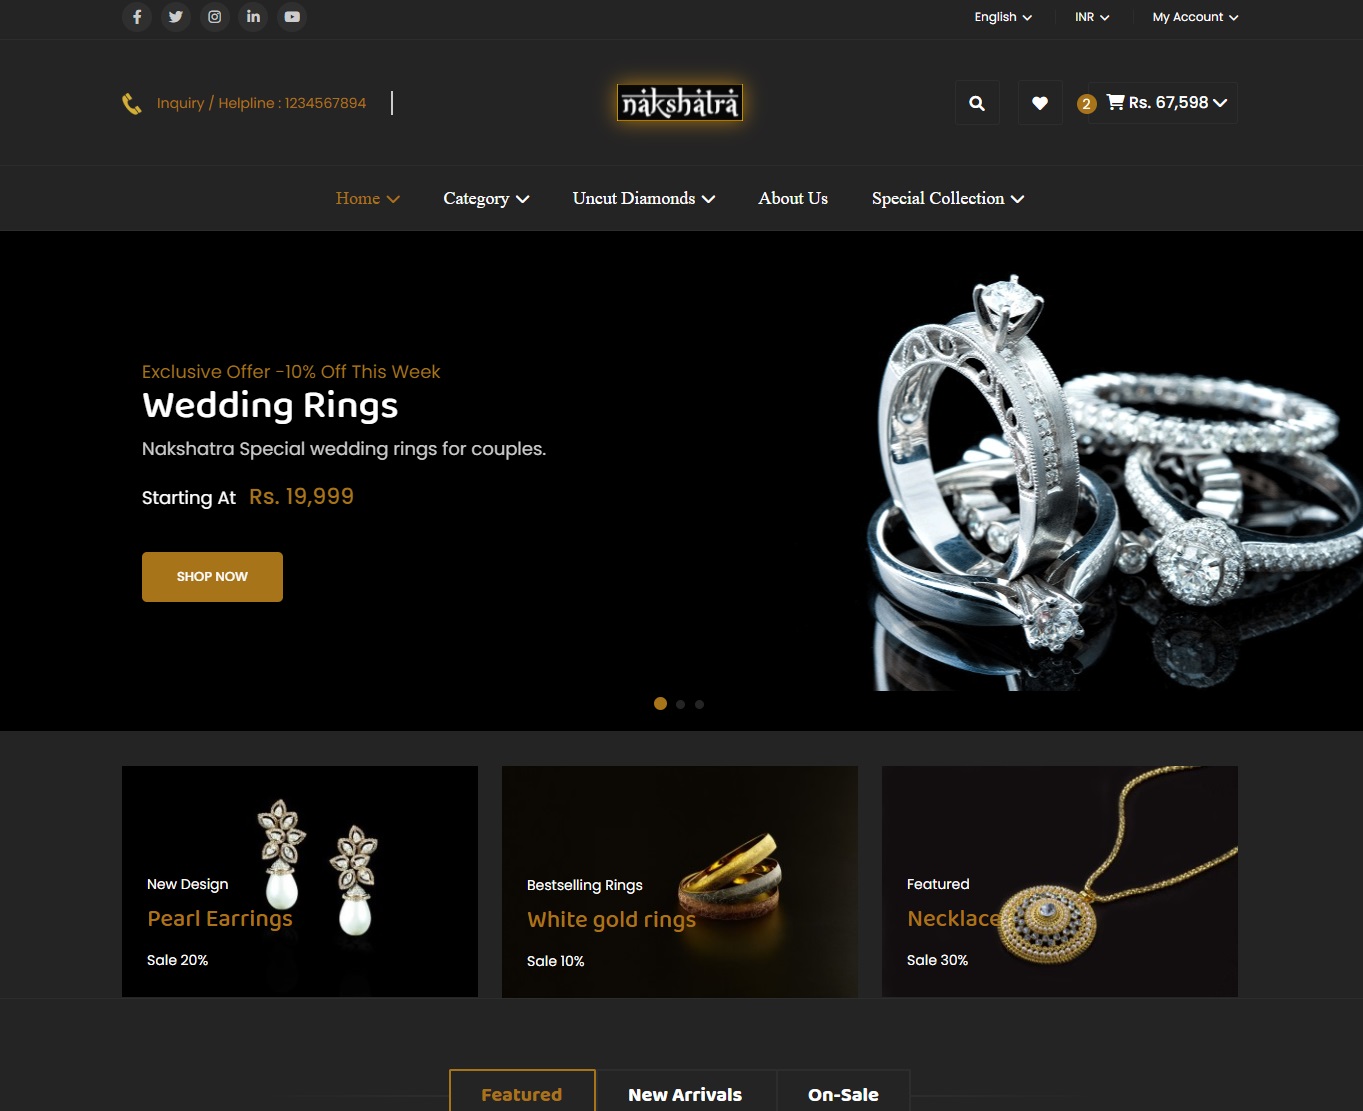 English
INR
My Account
Inquiry / Helpline : 1234567894
nakshatra
2
Rs. 67,598
Home
Category
Uncut Diamonds
About Us
Special Collection
Exclusive Offer -10% Off This Week
Wedding Rings
Nakshatra Special wedding rings for couples.
Starting At Rs. 19,999
SHOP NOW
New Design
Pearl Earrings
Sale 20%
Bestselling Rings
White gold rings
Sale 10%
Featured
Necklace
Sale 30%
Featured
New Arrivals
On-Sale